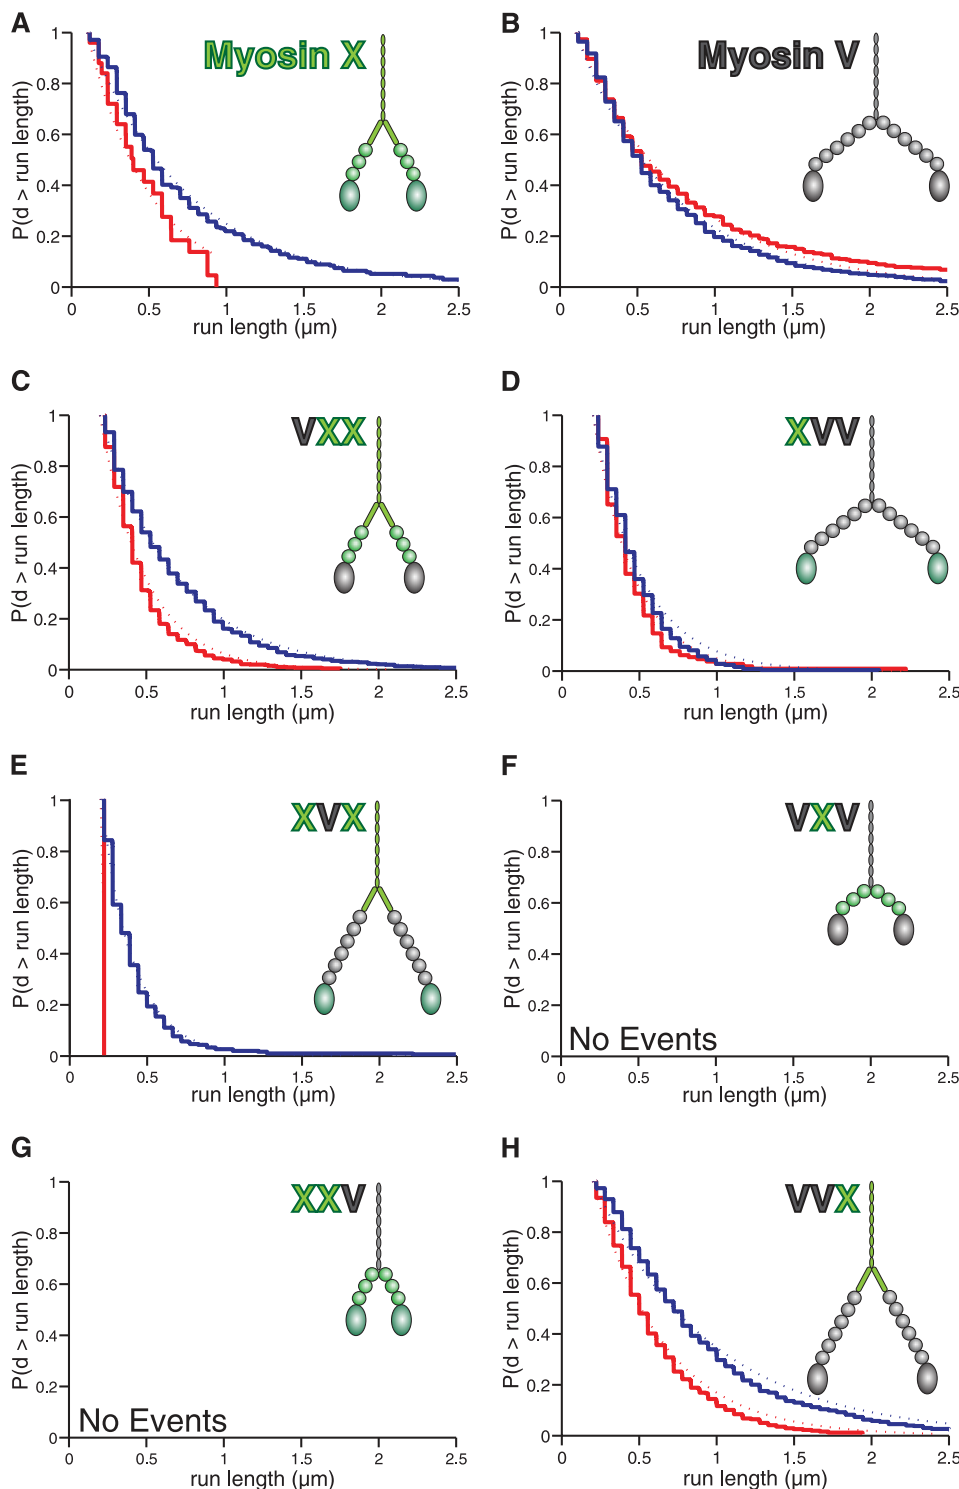 A
Myosin X
P(d > run length)
1
0.8
0.6
0.4
0.2
0
0 0.5 1 1.5 2 2.5
run length (µm)
B
Myosin V
P(d > run length)
1
0.8
0.6
0.4
0.2
0
0 0.5 1 1.5 2 2.5
run length (µm)
C
VXX
P(d > run length)
1
0.8
0.6
0.4
0.2
0
0 0.5 1 1.5 2 2.5
run length (µm)
D
XVV
P(d > run length)
1
0.8
0.6
0.4
0.2
0
0 0.5 1 1.5 2 2.5
run length (µm)
E
XVX
P(d > run length)
1
0.8
0.6
0.4
0.2
0
0 0.5 1 1.5 2 2.5
run length (µm)
F
VXV
P(d > run length)
1
0.8
0.6
0.4
0.2
0
No Events
0 0.5 1 1.5 2 2.5
run length (µm)
G
XXV
P(d > run length)
1
0.8
0.6
0.4
0.2
0
No Events
0 0.5 1 1.5 2 2.5
run length (µm)
H
VVX
P(d > run length)
1
0.8
0.6
0.4
0.2
0
0 0.5 1 1.5 2 2.5
run length (µm)